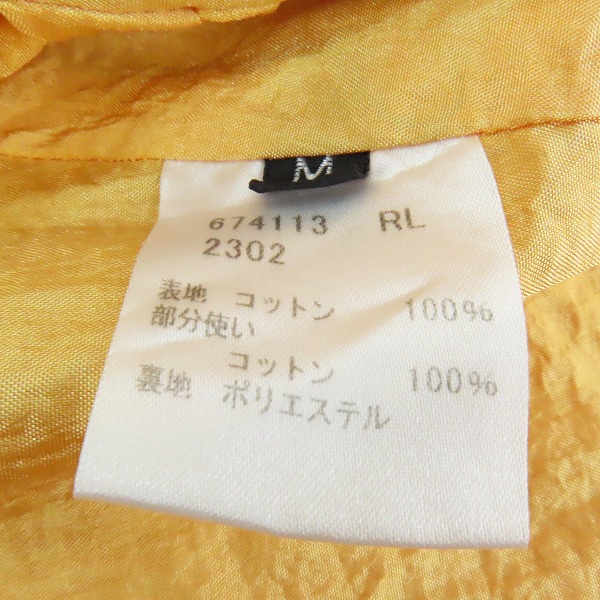 M
674113 RL
2302
表地 コットン 100%
部分使い
コットン 100%
裏地 ポリエステル